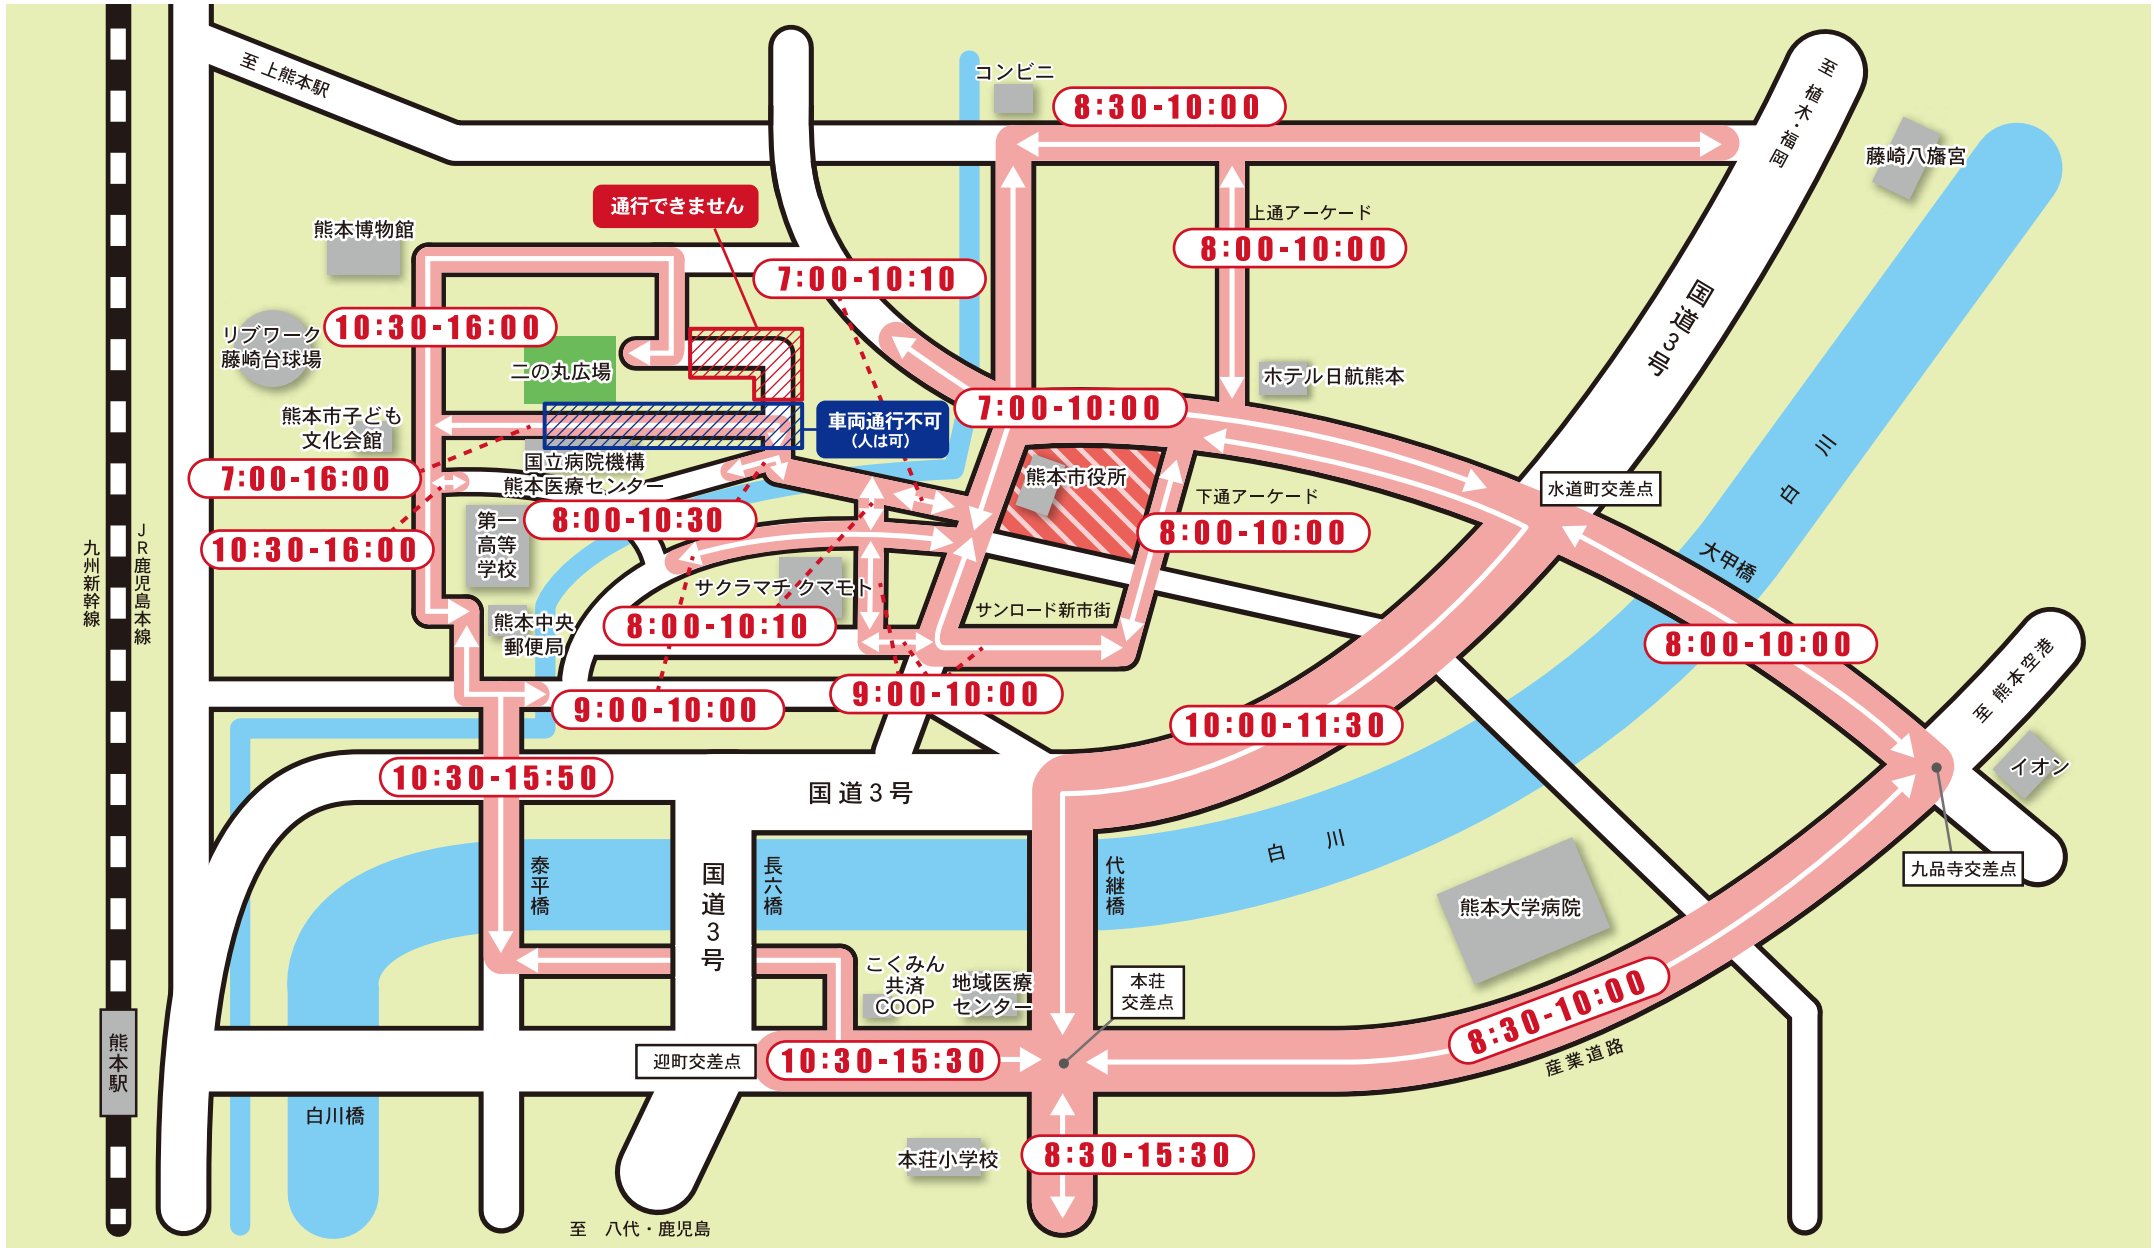 至 上熊本駅
コンビニ
8:30-10:00
至 植木・福岡
藤崎八旛宮
通行できません
熊本博物館
上通アーケード
8:00-10:00
7:00-10:10
国道3号
10:30-16:00
リブワーク
藤崎台球場
二の丸広場
ホテル日航熊本
7:00-10:00
熊本市子ども
文化会館
車両通行不可
(人は可)
国立病院機構
熊本医療センター
熊本市役所
7:00-16:00
下通アーケード
水道町交差点
白川
8:00-10:30
第一
高等
学校
8:00-10:00
10:30-16:00
九州新幹線
JR鹿児島本線
大甲橋
サクラマチ クマモト
サンロード新市街
熊本中央
郵便局
8:00-10:10
8:00-10:00
至 熊本空港
9:00-10:00
9:00-10:00
10:00-11:30
イオン
10:30-15:50
国道3号
白川
泰平橋
国道3号
長六橋
代継橋
九品寺交差点
熊本大学病院
こくみん
共済
COOP
地域医療
センター
本荘
交差点
8:30-10:00
産業道路
熊本駅
迎町交差点
10:30-15:30
白川橋
本荘小学校
8:30-15:30
至 八代・鹿児島